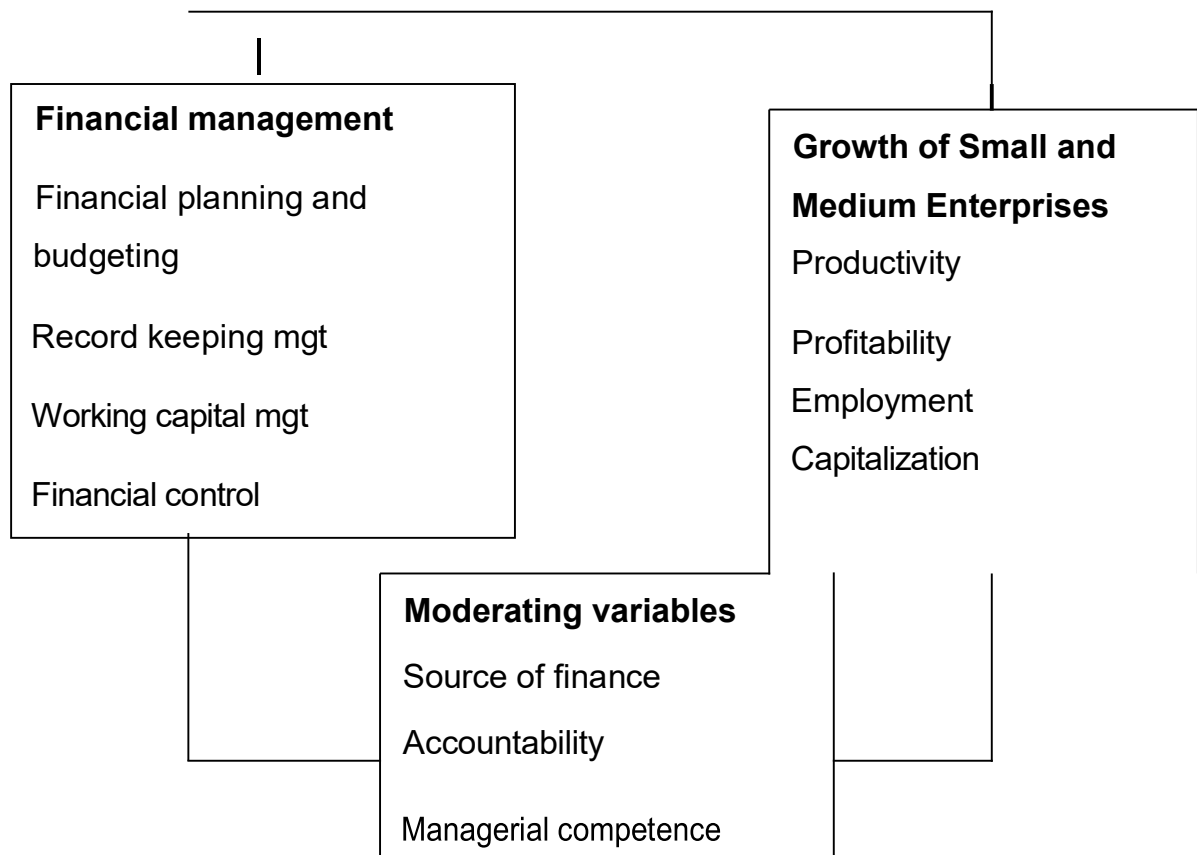 Financial management
Financial planning and
budgeting
Record keeping mgt
Working capital mgt
Financial control
Growth of Small and
Medium Enterprises
Productivity
Profitability
Employment
Capitalization
Moderating variables
Source of finance
Accountability
Managerial competence